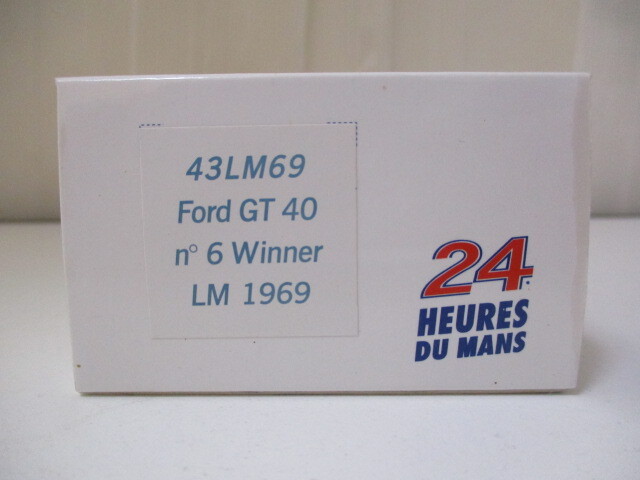 43LM69
Ford GT 40
n° 6 Winner
LM 1969
24
HEURES
DU MANS